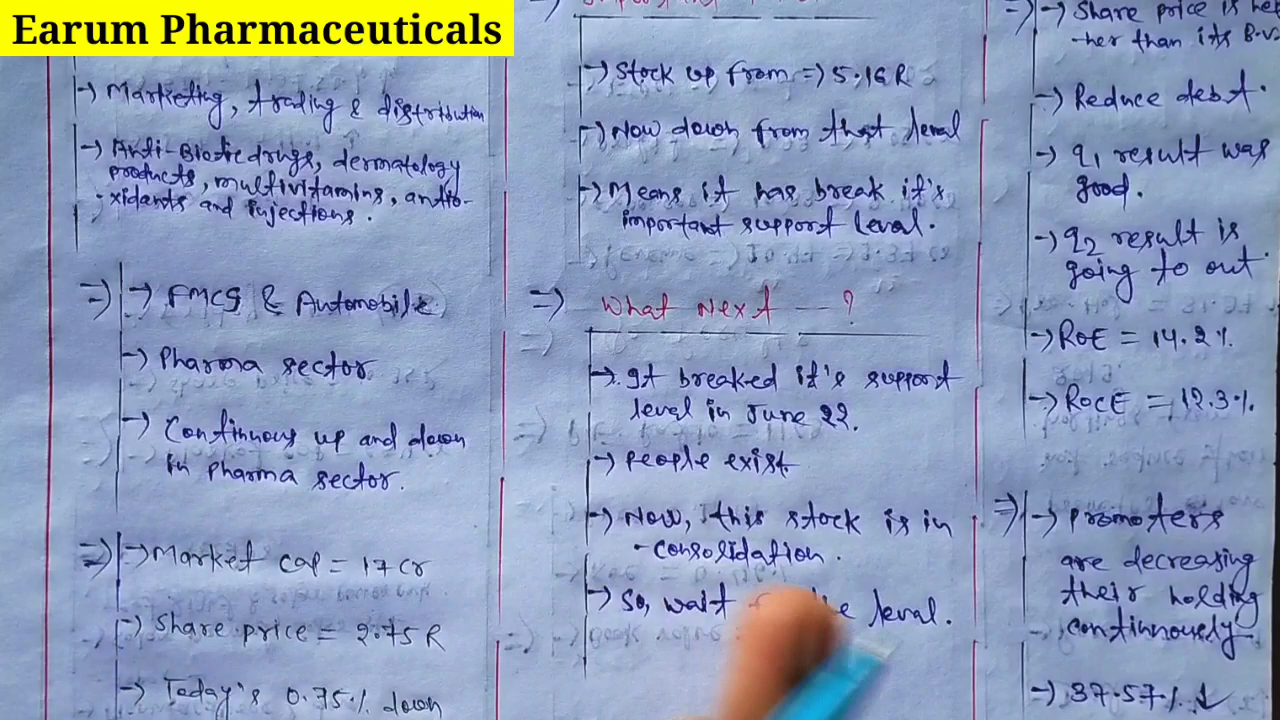 Earum Pharmaceuticals
-> Marketing, trading & distribution
-> Anti-Biotic drugs, dermatology
products, multivitamins, antio-
-xidants and injections.
=> -> FMCG & Automobile
-> Pharma sector
-> Continuous up and down
in pharma sector.
=> -> Market cap = 17 cr
-> Share price = 2.75 R
-> Today's 0.75% down
-> Stock up from => 5.16 R
-> Now down from that leval
-> Means it has break it's
important support leval.
=> What Next -- ?
-> It breaked it's support
leval in June 22.
-> People exist
-> Now, this stock is in
-consolidation.
-> So, wait leval.
=> -> Share price is
-her than its B.v
-> Reduce debt.
-> q1 result was
good.
-> q2 result is
going to out
-> RoE = 14.2%.
-> RocE = 12.3%.
=> -> Promoters
are decreasing
their holding
continuously
-> 37.57% ↓